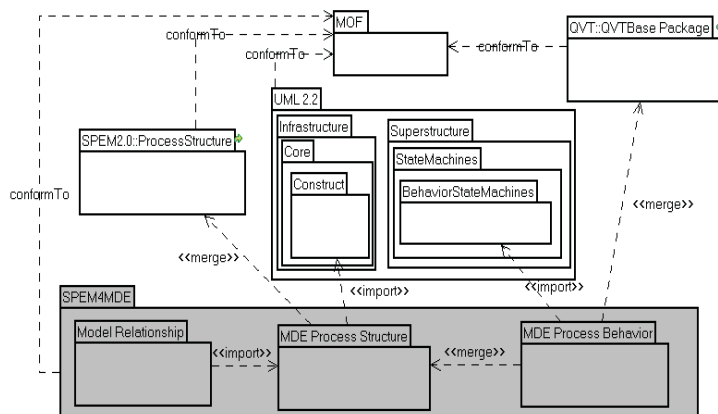 MOF
QVT::QVTBase Package
conformTo
conformTo
conformTo
UML 2.2
Infrastructure
Superstructure
SPEM2.0::ProcessStructure
Core
StateMachines
Construct
BehaviorStateMachines
conformTo
<<merge>>
<<merge>>
<<import>>
<<import>>
SPEM4MDE
Model Relationship
MDE Process Structure
MDE Process Behavior
<<import>>
<<merge>>